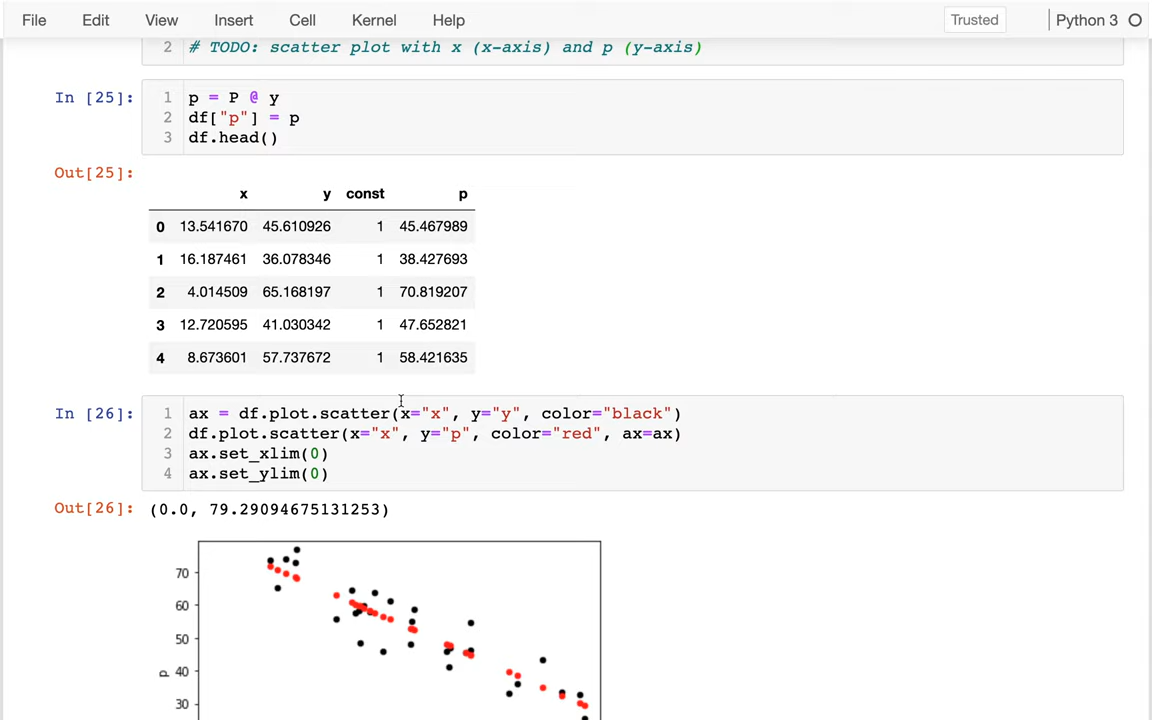 File Edit View Insert Cell Kernel Help Trusted Python 3
2 # TODO: scatter plot with x (x-axis) and p (y-axis)
In [25]: 1 p = P @ y
2 df["p"] = p
3 df.head()
Out[25]:
x y const p
0 13.541670 45.610926 1 45.467989
1 16.187461 36.078346 1 38.427693
2 4.014509 65.168197 1 70.819207
3 12.720595 41.030342 1 47.652821
4 8.673601 57.737672 1 58.421635
In [26]: 1 ax = df.plot.scatter(x="x", y="y", color="black")
2 df.plot.scatter(x="x", y="p", color="red", ax=ax)
3 ax.set_xlim(0)
4 ax.set_ylim(0)
Out[26]: (0.0, 79.29094675131253)
70
60
50
40
p
30